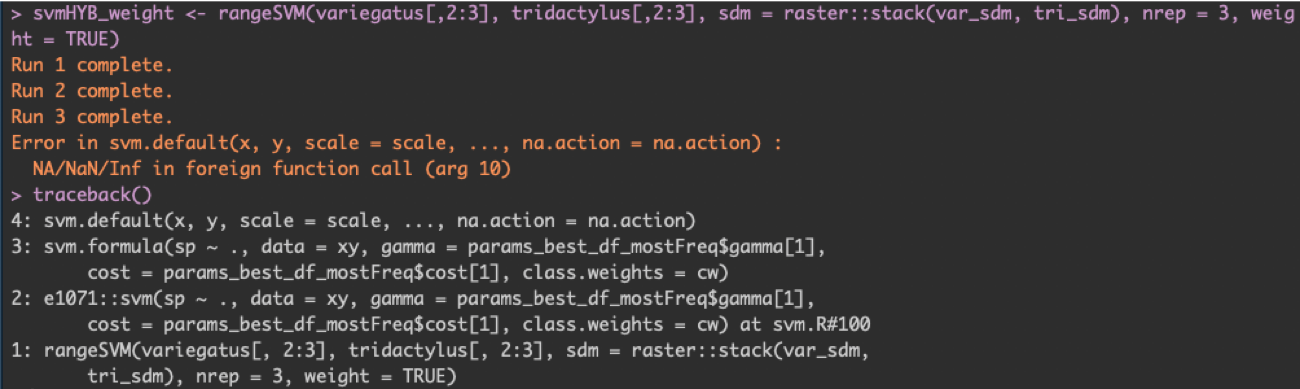 > svmHYB_weight <- rangeSVM(variegatus[,2:3], tridactylus[,2:3], sdm = raster::stack(var_sdm, tri_sdm), nrep = 3, weig
ht = TRUE)
Run 1 complete.
Run 2 complete.
Run 3 complete.
Error in svm.default(x, y, scale = scale, ..., na.action = na.action) :
  NA/NaN/Inf in foreign function call (arg 10)
> traceback()
4: svm.default(x, y, scale = scale, ..., na.action = na.action)
3: svm.formula(sp ~ ., data = xy, gamma = params_best_df_mostFreq$gamma[1],
       cost = params_best_df_mostFreq$cost[1], class.weights = cw)
2: e1071::svm(sp ~ ., data = xy, gamma = params_best_df_mostFreq$gamma[1],
       cost = params_best_df_mostFreq$cost[1], class.weights = cw) at svm.R#100
1: rangeSVM(variegatus[, 2:3], tridactylus[, 2:3], sdm = raster::stack(var_sdm,
       tri_sdm), nrep = 3, weight = TRUE)